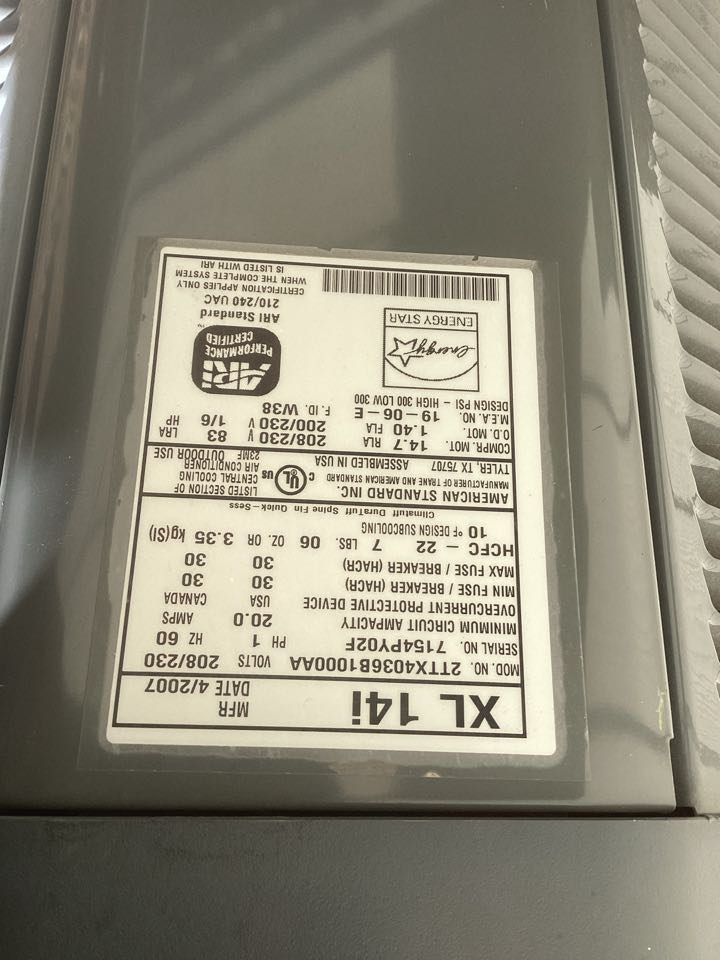 XL 14i
MFR
DATE 4/2007
MOD. NO. 2TTX4036B1000AA VOLTS 208/230
SERIAL NO. 7154PY02F PH 1 HZ 60
MINIMUM CIRCUIT AMPACITY 20.0 AMPS
OVERCURRENT PROTECTIVE DEVICE USA CANADA
MIN FUSE / BREAKER (HACR) 30 30
MAX FUSE / BREAKER (HACR) 30 30
HCFC - 22 7 LBS. 06 OZ. OR 3.35 kg(SI)
10 °F DESIGN SUBCOOLING
Climatuff DuraTuff Spine Fin Quick-Sess
AMERICAN STANDARD INC.
MANUFACTURER OF TRANE AND AMERICAN STANDARD
TYLER, TX 75707 ASSEMBLED IN USA
C UL US
LISTED SECTION OF
CENTRAL COOLING
AIR CONDITIONER
23MF OUTDOOR USE
COMPR. MOT. 14.7 RLA 208/230 V 83 LRA
O.D. MOT. 1.40 FLA 200/230 V 1/6 HP
M.E.A. NO. 19-06-E F. ID. W38
DESIGN PSI - HIGH 300 LOW 300
energy
ENERGY STAR
ARI
PERFORMANCE
CERTIFIED
TM
ARI Standard
210/240 UAC
CERTIFICATION APPLIES ONLY
WHEN THE COMPLETE SYSTEM
IS LISTED WITH ARI